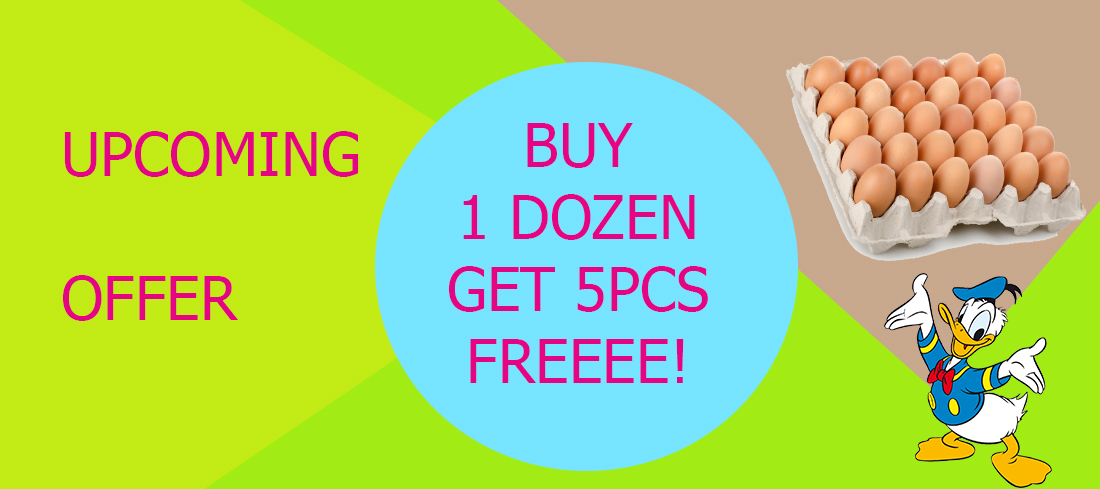 UPCOMING
OFFER
BUY
1 DOZEN
GET 5PCS
FREEEE!